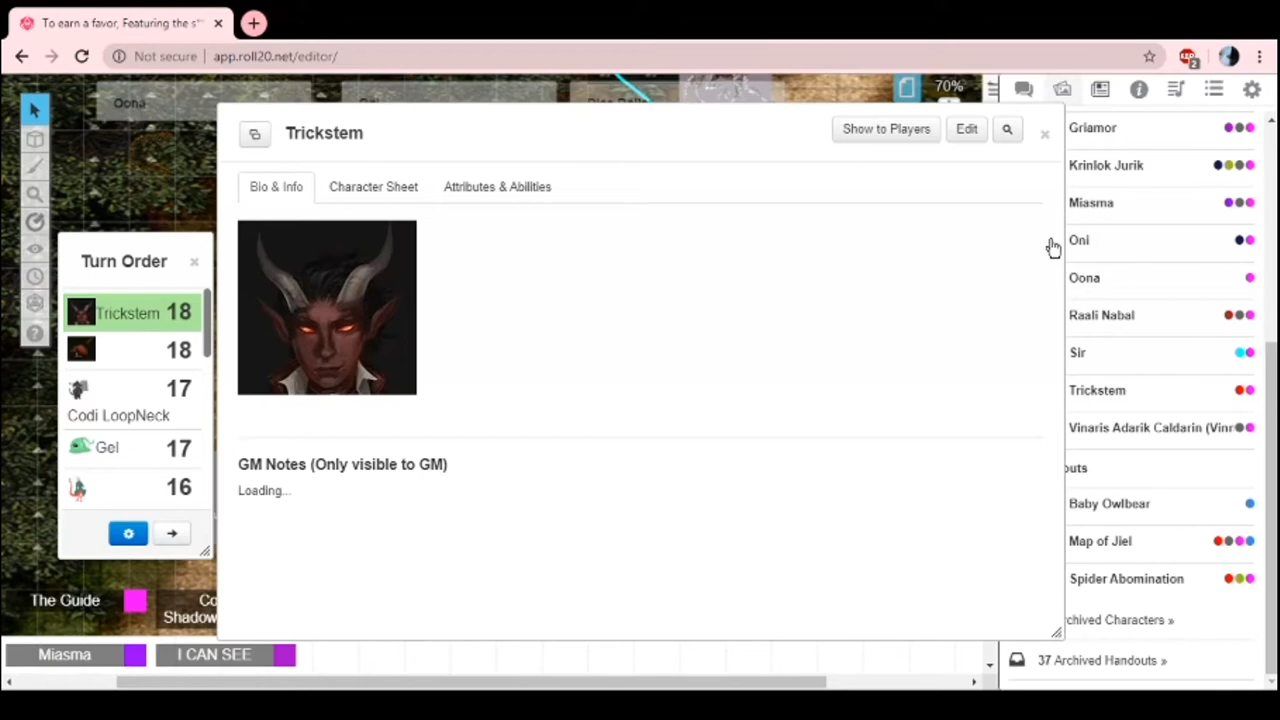 To earn a favor, Featuring the s
Not secure app.roll20.net/editor/
2
Oona
70%
Trickstem
Show to Players
Edit
Bio & Info
Character Sheet
Attributes & Abilities
GM Notes (Only visible to GM)
Loading...
Turn Order
Trickstem 18
18
17
Codi LoopNeck
Gel 17
16
The Guide
Shadow
Miasma
I CAN SEE
Griamor
Krinlok Jurik
Miasma
Oni
Oona
Raali Nabal
Sir
Trickstem
Vinaris Adarik Caldarin (Vinr
outs
Baby Owlbear
Map of Jiel
Spider Abomination
rchived Characters »
37 Archived Handouts »